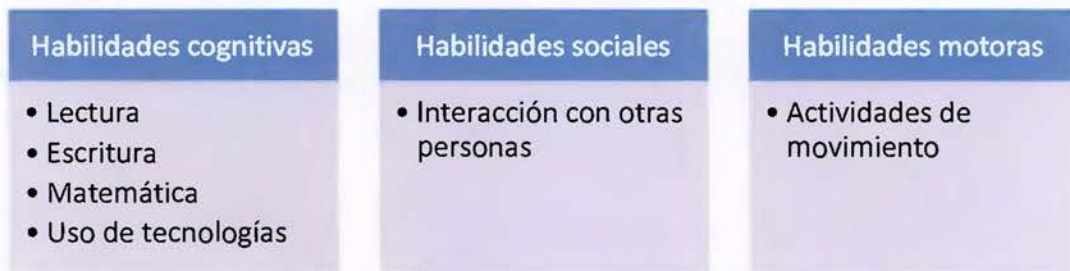 Habilidades cognitivas
• Lectura
• Escritura
• Matemática
• Uso de tecnologías
Habilidades sociales
• Interacción con otras
personas
Habilidades motoras
• Actividades de
movimiento